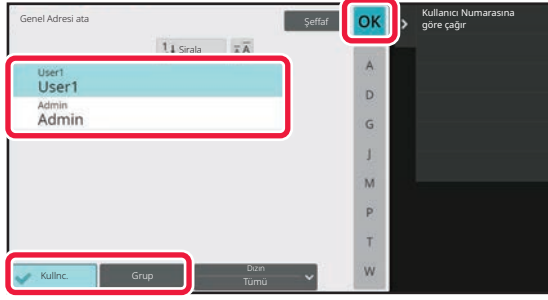 Genel Adresi ata
Şeffaf
OK
Kullanıcı Numarasına
göre çağır
1 Sırala
A
User1
User1
Admin
Admin
A
D
G
J
M
P
T
W
Kullnc.
Grup
Dizin
Tümü